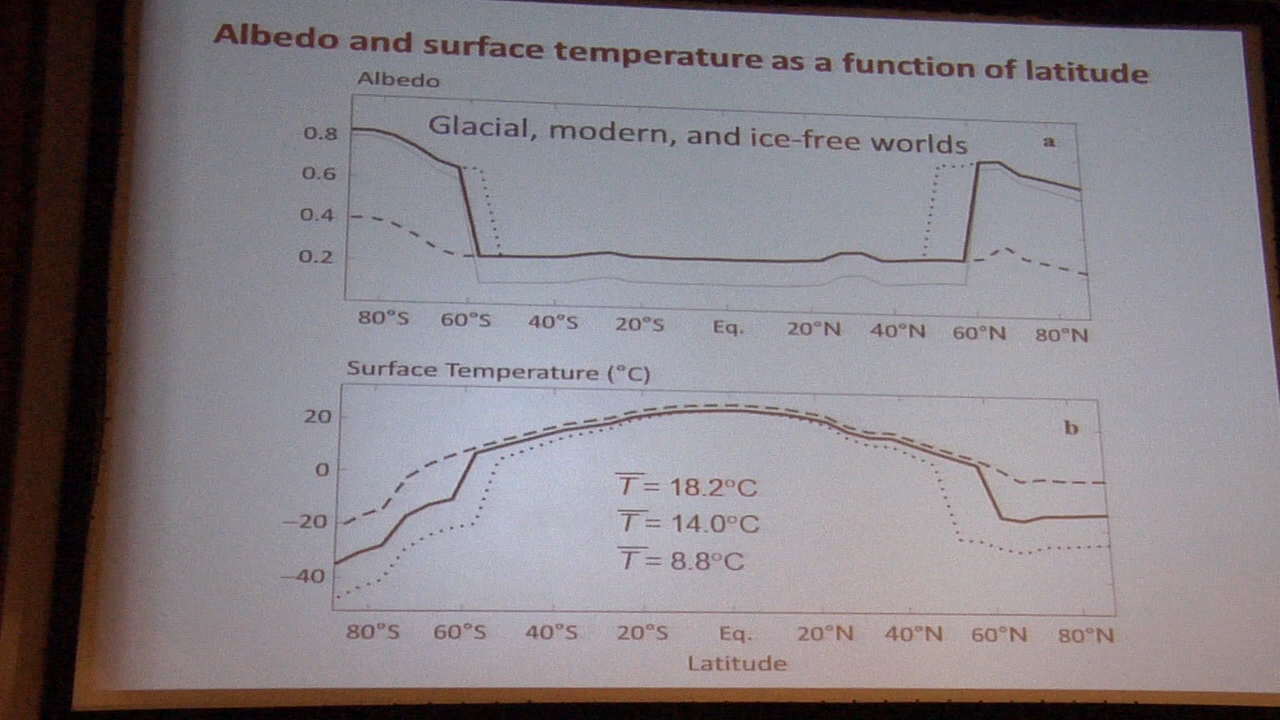 Albedo and surface temperature as a function of latitude
Albedo
Glacial, modern, and ice-free worlds
a
0.8
0.6
0.4
0.2
80°S 60°S 40°S 20°S Eq. 20°N 40°N 60°N 80°N
Surface Temperature (°C)
b
20
0
−20
−40
T̅ = 18.2°C
T̅ = 14.0°C
T̅ = 8.8°C
80°S 60°S 40°S 20°S Eq. 20°N 40°N 60°N 80°N
Latitude